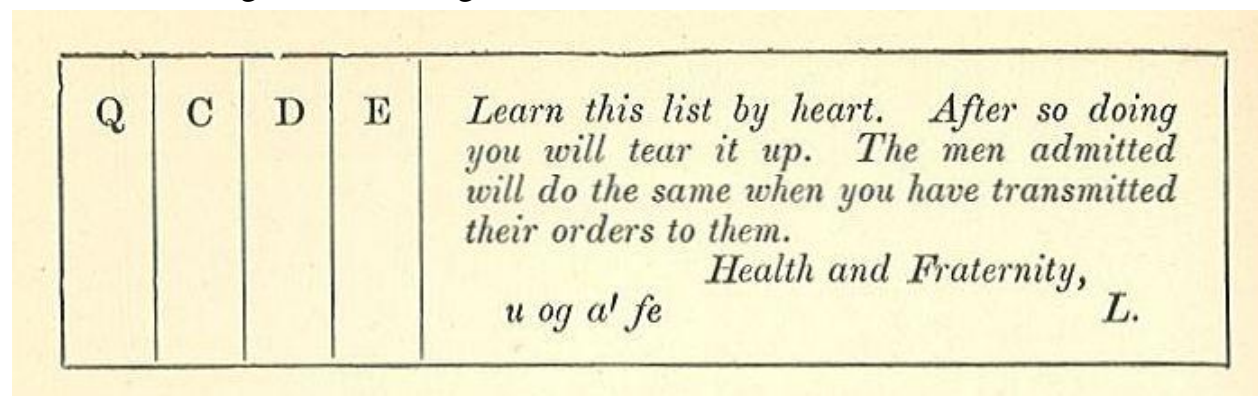 Q C D E Learn this list by heart. After so doing
you will tear it up. The men admitted
will do the same when you have transmitted
their orders to them.
Health and Fraternity,
u og a' fe L.